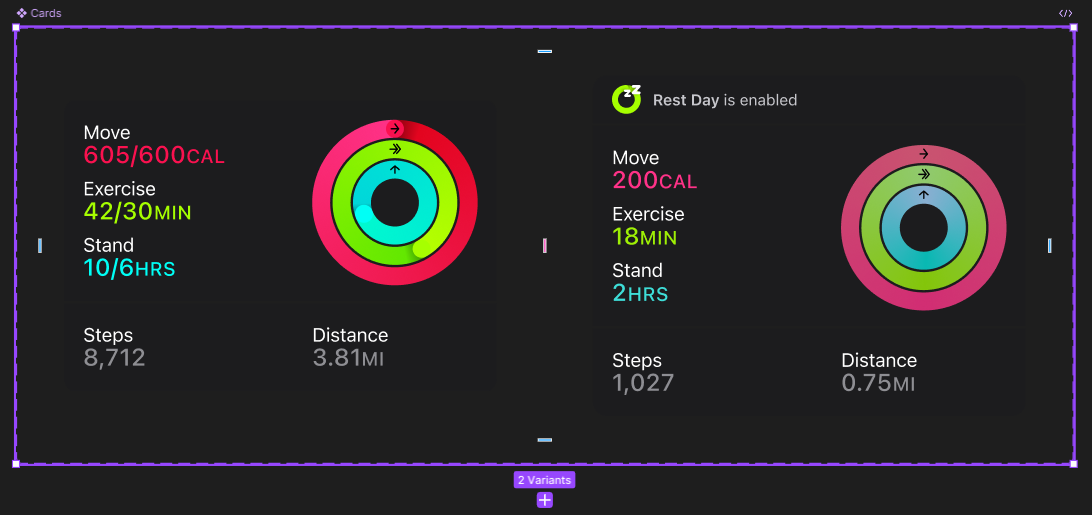 Cards
Move
605/600CAL
Exercise
42/30MIN
Stand
10/6HRS
Steps
8,712
Distance
3.81MI
zz
Rest Day is enabled
Move
200CAL
Exercise
18MIN
Stand
2HRS
Steps
1,027
Distance
0.75MI
2 Variants